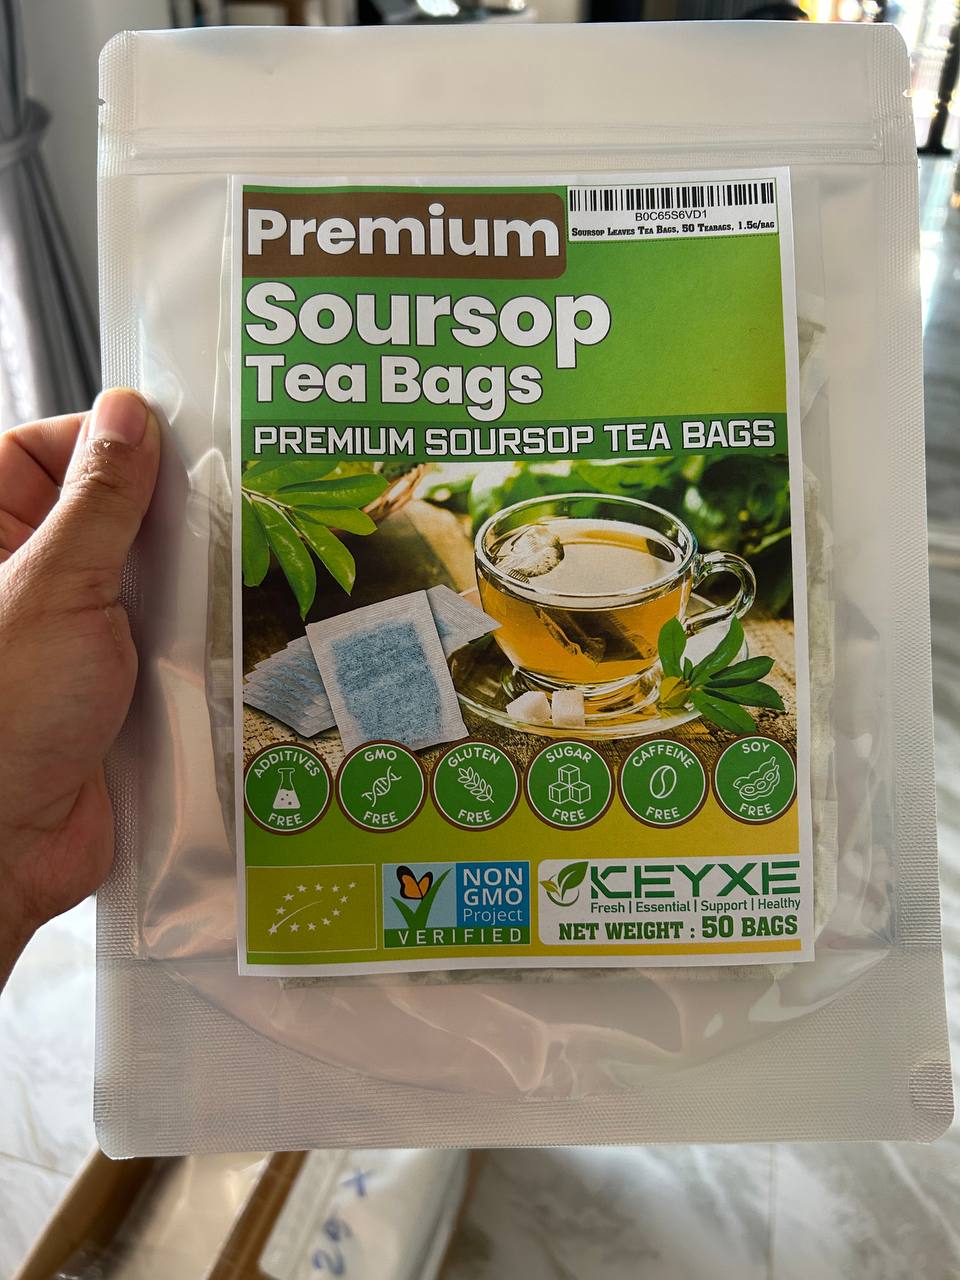 Premium
B0C65S6VD1
Soursop Leaves Tea Bags, 50 Teabags, 1.5g/bag
Soursop
Tea Bags
PREMIUM SOURSOP TEA BAGS
ADDITIVES FREE
GMO FREE
GLUTEN FREE
SUGAR FREE
CAFFEINE FREE
SOY FREE
NON
GMO
Project
VERIFIED
KEYXE
Fresh | Essential | Support | Healthy
NET WEIGHT : 50 BAGS